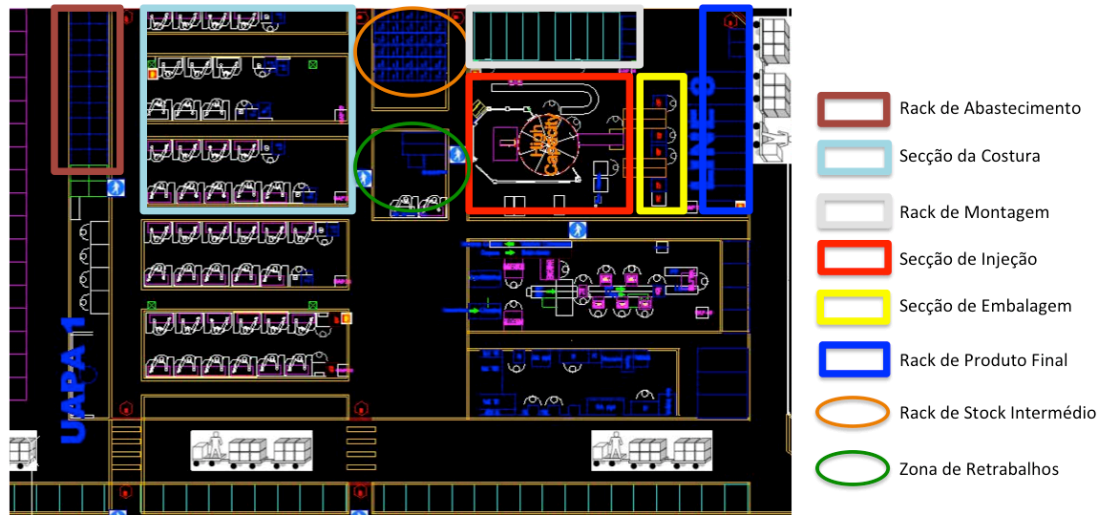 High
Capacity
LINE 3
UAPA 1
Rack de Abastecimento
Secção da Costura
Rack de Montagem
Secção de Injeção
Secção de Embalagem
Rack de Produto Final
Rack de Stock Intermédio
Zona de Retrabalhos